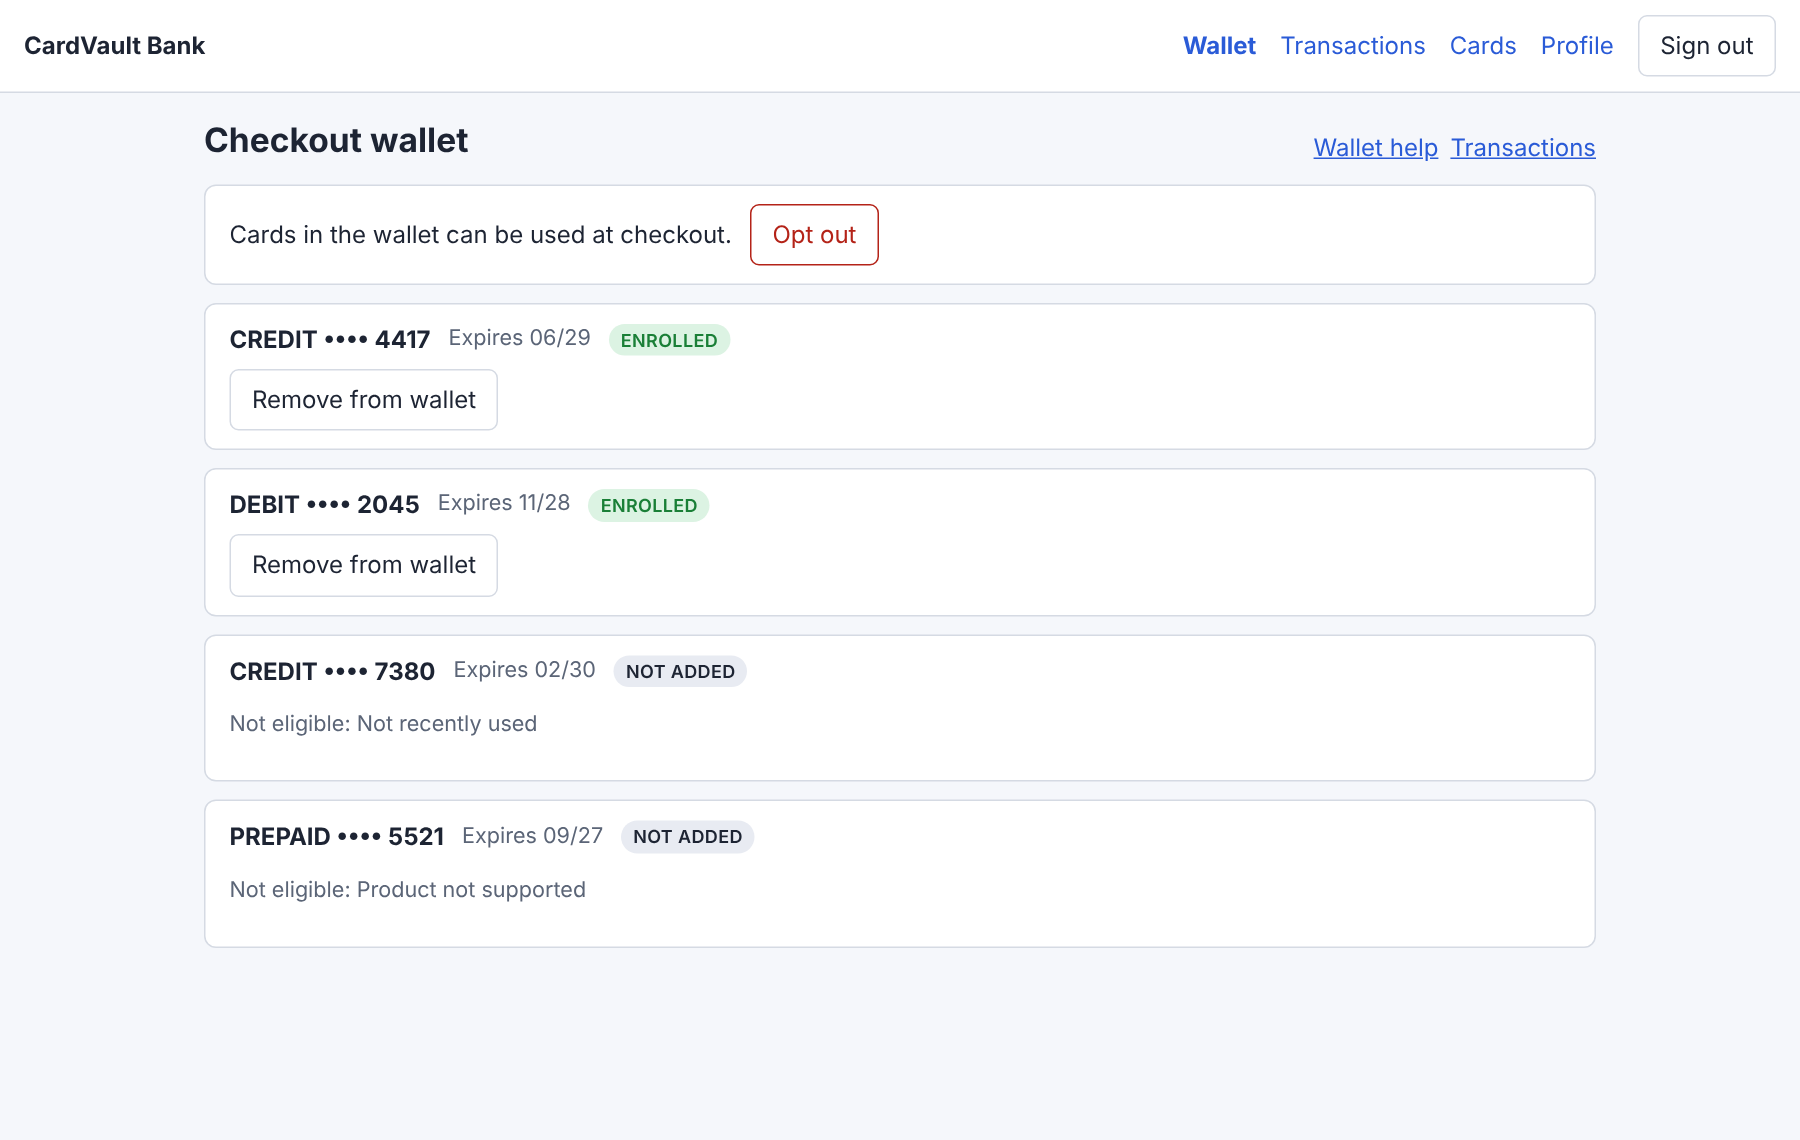 CardVault Bank
Wallet Transactions Cards Profile Sign out
Checkout wallet
Wallet help Transactions
Cards in the wallet can be used at checkout. Opt out
CREDIT •••• 4417 Expires 06/29 ENROLLED
Remove from wallet
DEBIT •••• 2045 Expires 11/28 ENROLLED
Remove from wallet
CREDIT •••• 7380 Expires 02/30 NOT ADDED
Not eligible: Not recently used
PREPAID •••• 5521 Expires 09/27 NOT ADDED
Not eligible: Product not supported